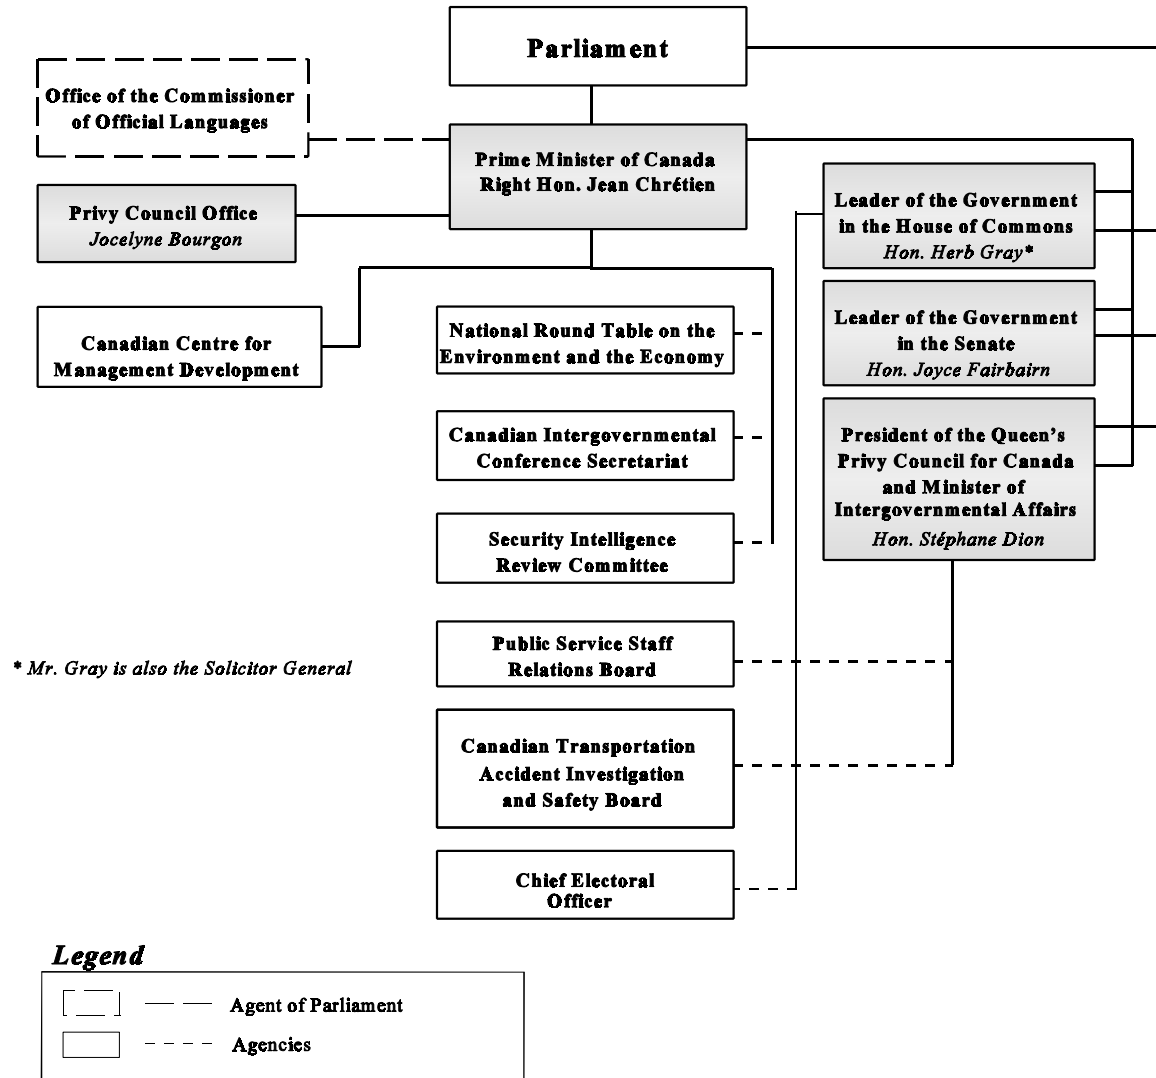 Parliament
Office of the Commissioner
of Official Languages
Prime Minister of Canada
Right Hon. Jean Chrétien
Privy Council Office
Jocelyne Bourgon
Leader of the Government
in the House of Commons
Hon. Herb Gray*
Canadian Centre for
Management Development
National Round Table on the
Environment and the Economy
Leader of the Government
in the Senate
Hon. Joyce Fairbairn
Canadian Intergovernmental
Conference Secretariat
President of the Queen's
Privy Council for Canada
and Minister of
Intergovernmental Affairs
Hon. Stéphane Dion
Security Intelligence
Review Committee
Public Service Staff
Relations Board
* Mr. Gray is also the Solicitor General
Canadian Transportation
Accident Investigation
and Safety Board
Chief Electoral
Officer
Legend
Agent of Parliament
Agencies